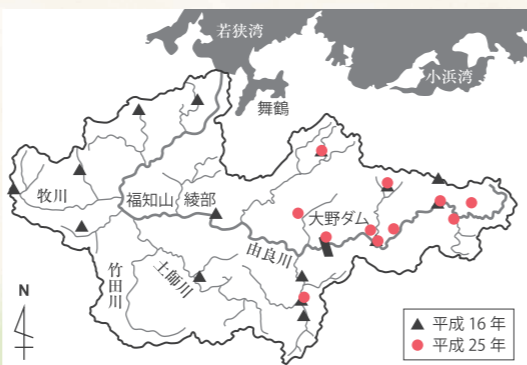 若狭湾
小浜湾
舞鶴
牧川
福知山
綾部
大野ダム
由良川
土師川
竹田川
N
▲ 平成 16 年
● 平成 25 年